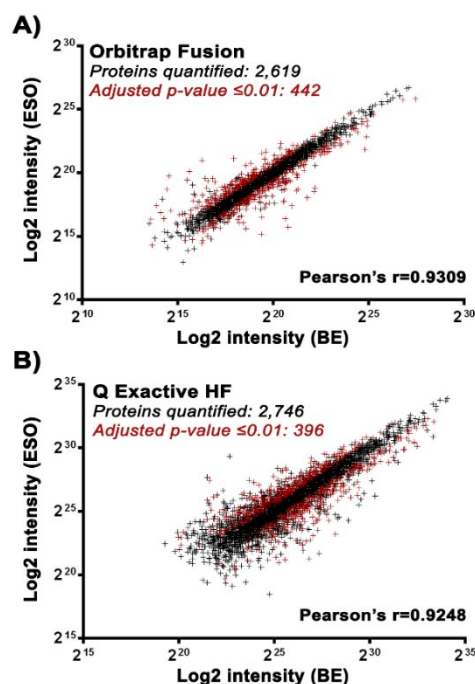 A)
Orbitrap Fusion
Proteins quantified: 2,619
Adjusted p-value ≤0.01: 442
Log2 intensity (ESO)
2^30
2^25
2^20
2^15
2^10
Pearson's r=0.9309
2^10 2^15 2^20 2^25 2^30
Log2 intensity (BE)
B)
Q Exactive HF
Proteins quantified: 2,746
Adjusted p-value ≤0.01: 396
Log2 intensity (ESO)
2^35
2^30
2^25
2^20
2^15
Pearson's r=0.9248
2^15 2^20 2^25 2^30 2^35
Log2 intensity (BE)